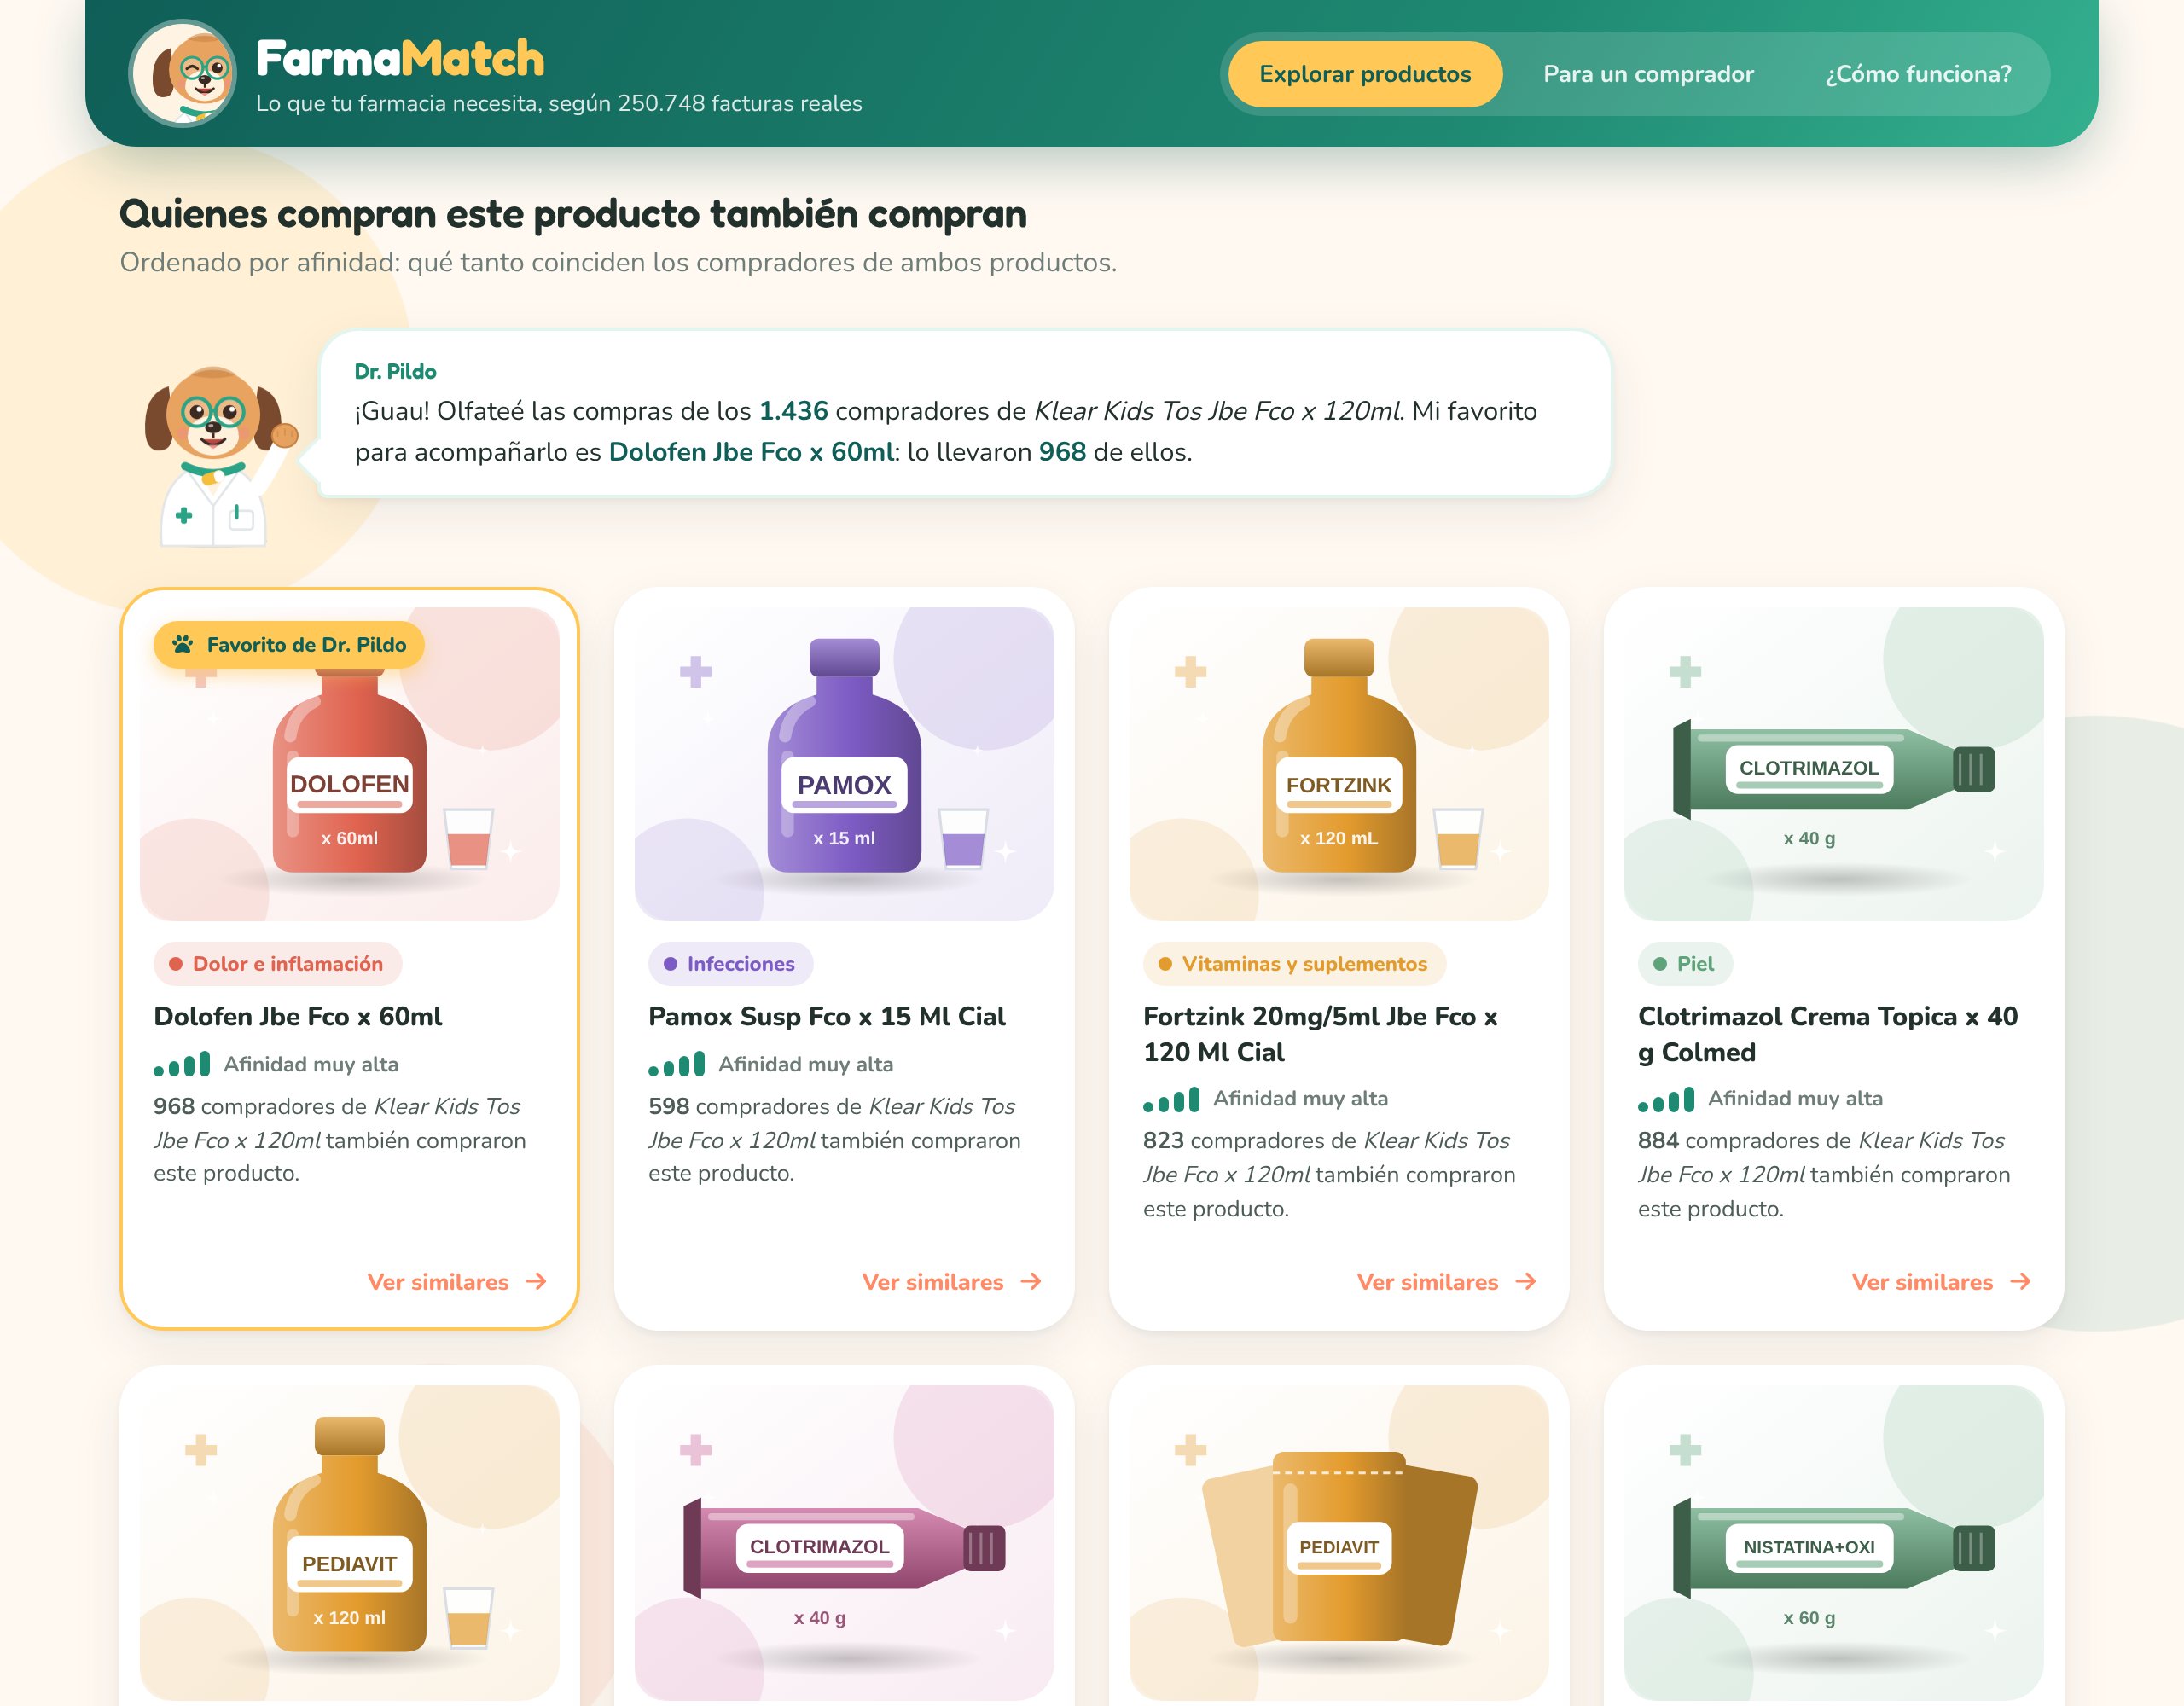 FarmaMatch
Lo que tu farmacia necesita, según 250.748 facturas reales
Explorar productos
Para un comprador
¿Cómo funciona?
Quienes compran este producto también compran
Ordenado por afinidad: qué tanto coinciden los compradores de ambos productos.
Dr. Pildo
¡Guau! Olfateé las compras de los 1.436 compradores de Klear Kids Tos Jbe Fco x 120ml. Mi favorito
para acompañarlo es Dolofen Jbe Fco x 60ml: lo llevaron 968 de ellos.
Favorito de Dr. Pildo
DOLOFEN
x 60ml
Dolor e inflamación
Dolofen Jbe Fco x 60ml
Afinidad muy alta
968 compradores de Klear Kids Tos
Jbe Fco x 120ml también compraron
este producto.
Ver similares
PAMOX
x 15 ml
Infecciones
Pamox Susp Fco x 15 Ml Cial
Afinidad muy alta
598 compradores de Klear Kids Tos
Jbe Fco x 120ml también compraron
este producto.
Ver similares
FORTZINK
x 120 mL
Vitaminas y suplementos
Fortzink 20mg/5ml Jbe Fco x
120 Ml Cial
Afinidad muy alta
823 compradores de Klear Kids Tos
Jbe Fco x 120ml también compraron
este producto.
Ver similares
CLOTRIMAZOL
x 40 g
Piel
Clotrimazol Crema Topica x 40
g Colmed
Afinidad muy alta
884 compradores de Klear Kids Tos
Jbe Fco x 120ml también compraron
este producto.
Ver similares
PEDIAVIT
x 120 ml
CLOTRIMAZOL
x 40 g
PEDIAVIT
NISTATINA+OXI
x 60 g